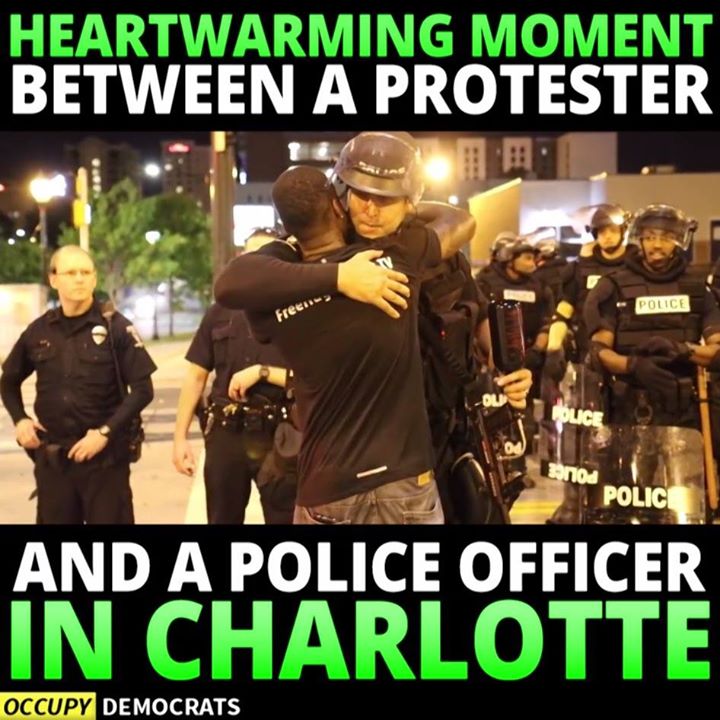 HEARTWARMING MOMENT
BETWEEN A PROTESTER
POLICE
POLICE
POLICE
AND A POLICE OFFICER
IN CHARLOTTE
OCCUPY DEMOCRATS